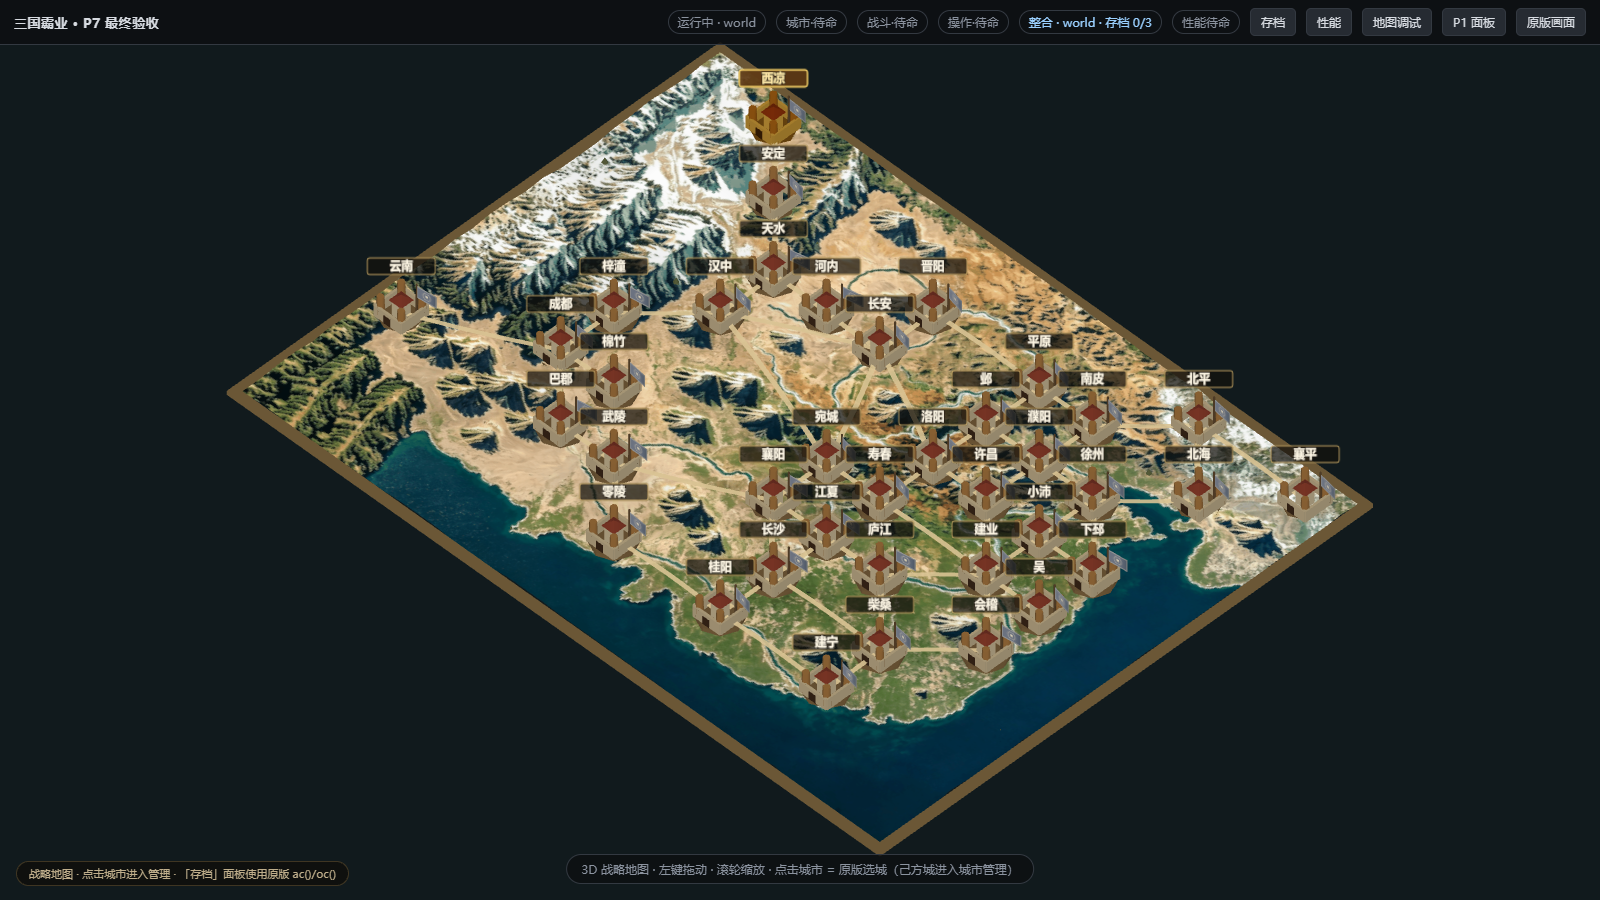 三国霸业 · P7 最终验收
运行中 · world
城市·待命
战斗·待命
操作·待命
整合 · world · 存档 0/3
性能待命
存档
性能
地图调试
P1 面板
原版画面
西凉
安定
天水
云南
梓潼
汉中
河内
晋阳
成都
长安
棉竹
平原
巴郡
邺
南皮
北平
武陵
宛城
洛阳
濮阳
襄阳
寿春
许昌
徐州
北海
襄平
零陵
江夏
小沛
长沙
庐江
建业
下邳
桂阳
吴
柴桑
会稽
建宁
战略地图 · 点击城市进入管理 · 「存档」面板使用原版 ac()/oc()
3D 战略地图 · 左键拖动 · 滚轮缩放 · 点击城市 = 原版选城（己方城进入城市管理）